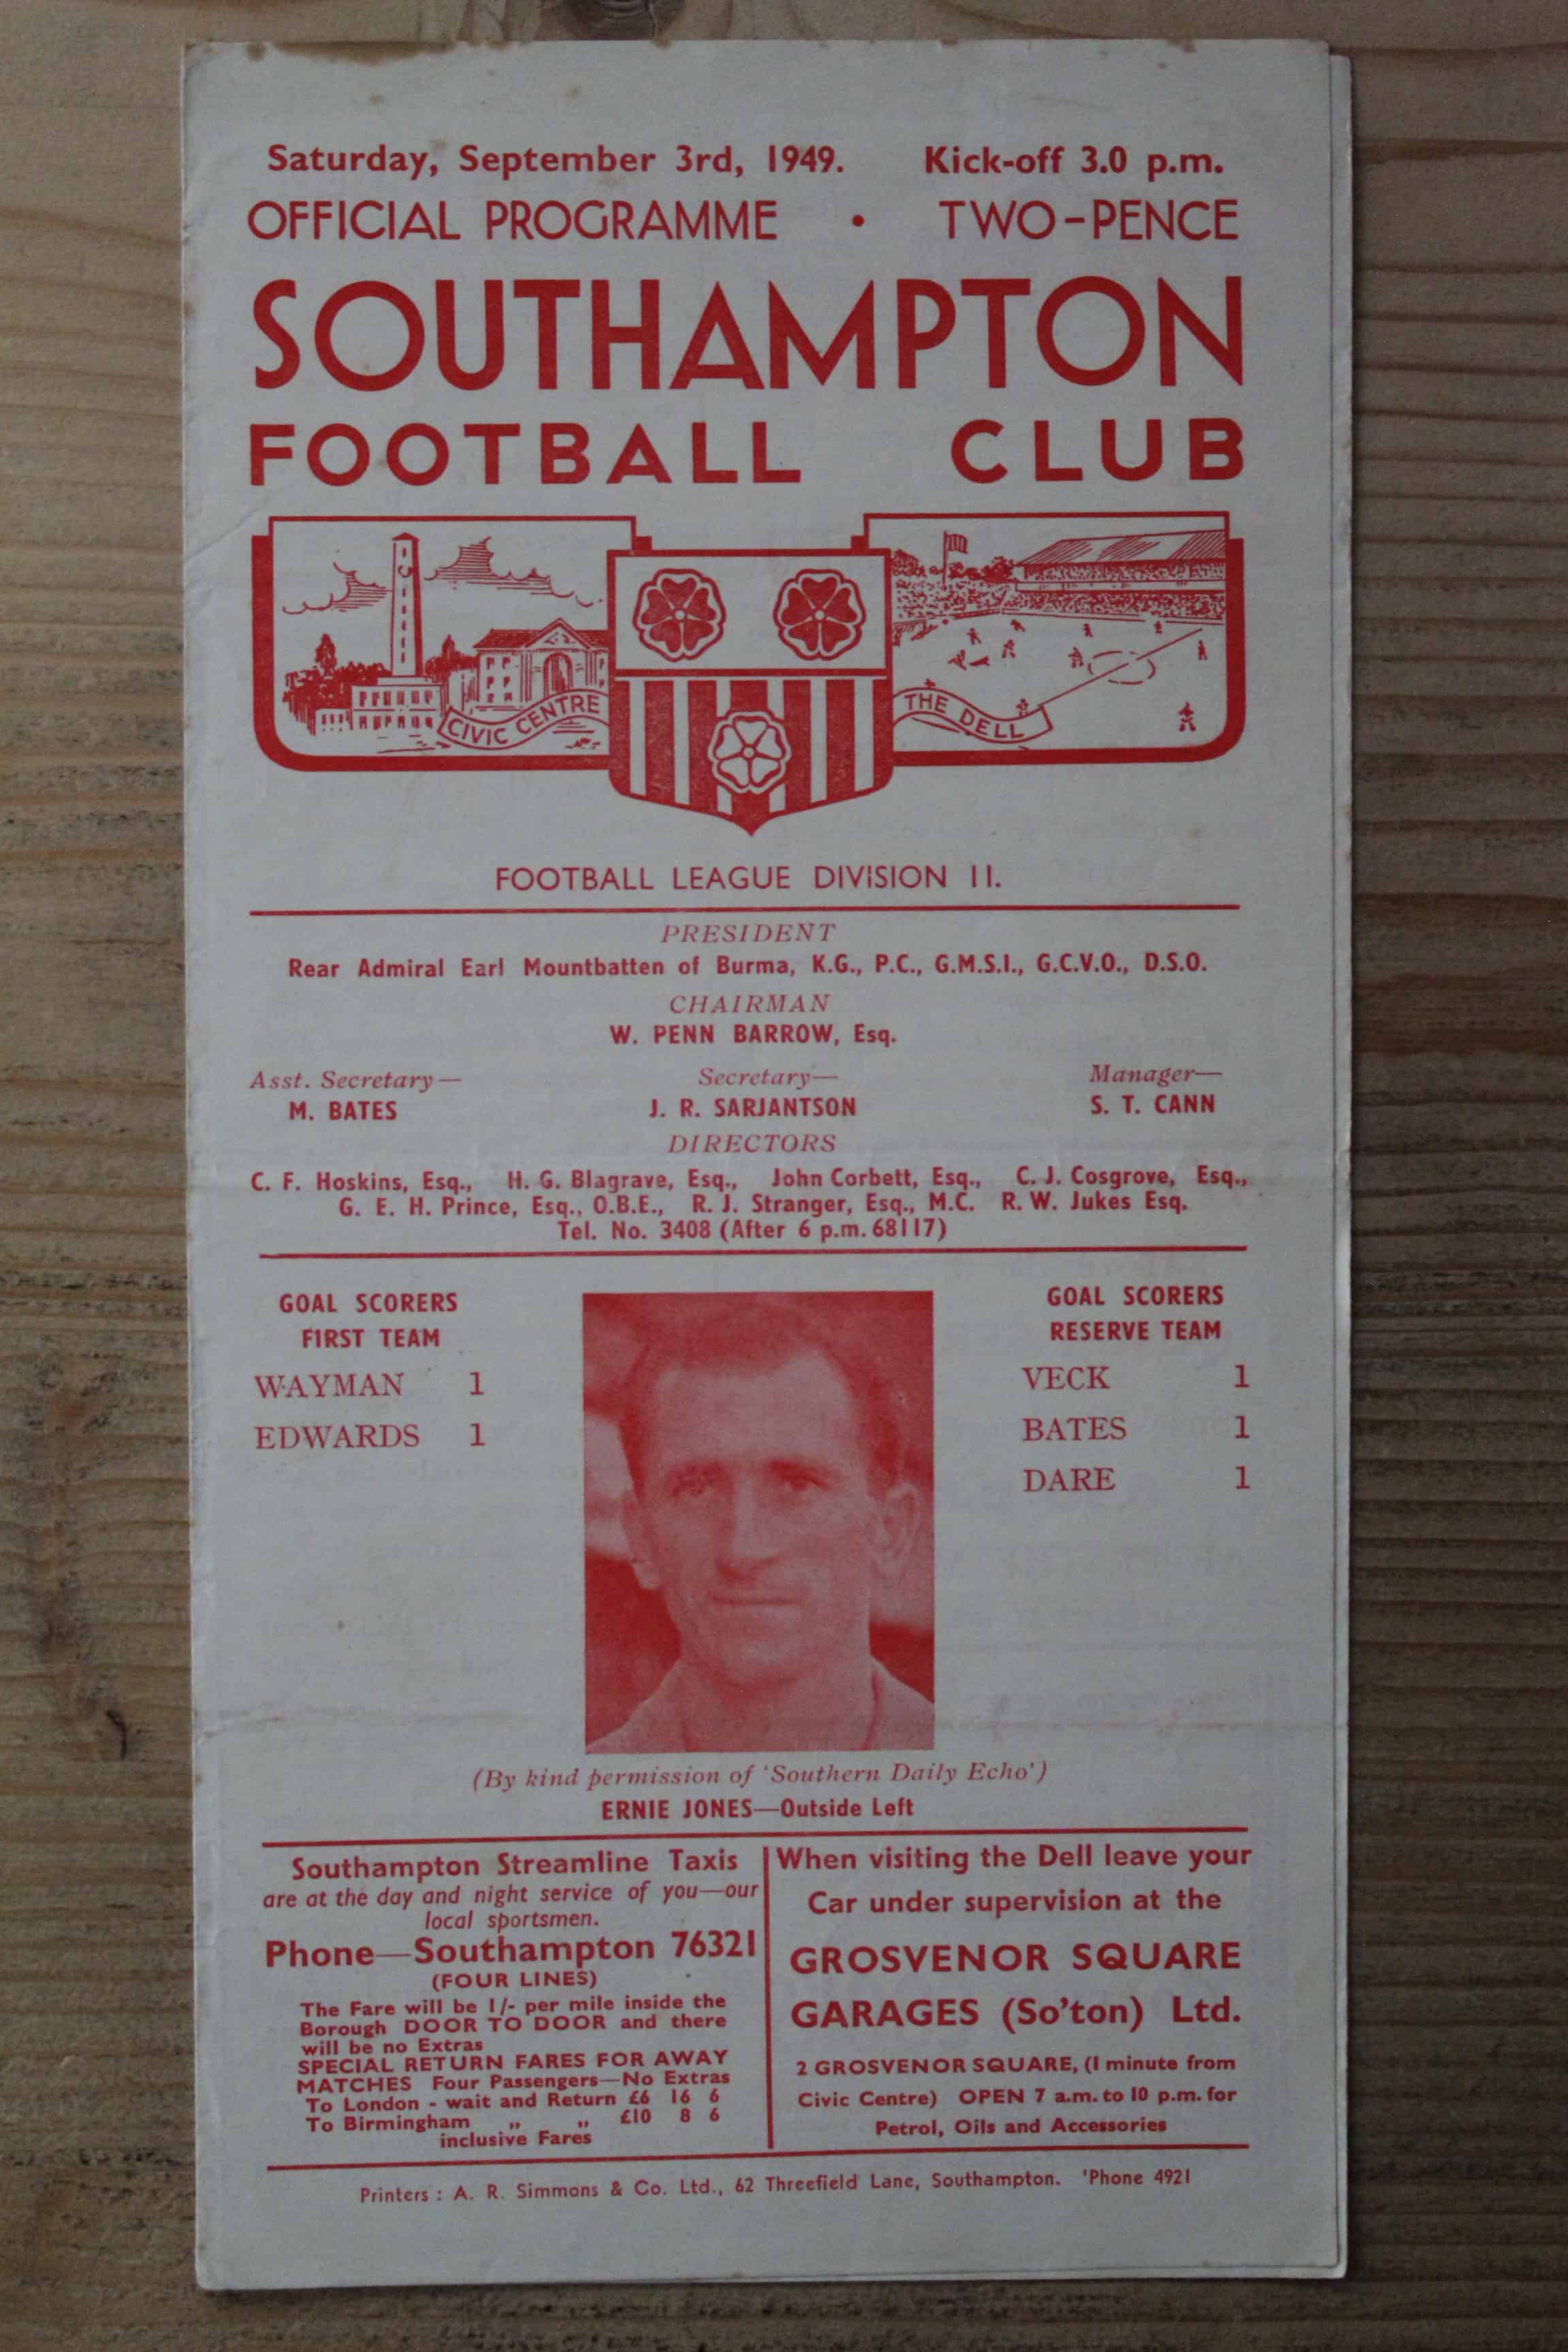 Saturday, September 3rd, 1949. Kick-off 3.0 p.m.
OFFICIAL PROGRAMME • TWO-PENCE
SOUTHAMPTON
FOOTBALL CLUB
CIVIC CENTRE
THE DELL
FOOTBALL LEAGUE DIVISION II.
PRESIDENT
Rear Admiral Earl Mountbatten of Burma, K.G., P.C., G.M.S.I., G.C.V.O., D.S.O.
CHAIRMAN
W. PENN BARROW, Esq.
Asst. Secretary— Secretary— Manager—
M. BATES J. R. SARJANTSON S. T. CANN
DIRECTORS
C. F. Hoskins, Esq., H. G. Blagrave, Esq., John Corbett, Esq., C. J. Cosgrove, Esq.,
G. E. H. Prince, Esq., O.B.E., R. J. Stranger, Esq., M.C. R. W. Jukes Esq.
Tel. No. 3408 (After 6 p.m. 68117)
GOAL SCORERS
FIRST TEAM
WAYMAN 1
EDWARDS 1
GOAL SCORERS
RESERVE TEAM
VECK 1
BATES 1
DARE 1
(By kind permission of 'Southern Daily Echo')
ERNIE JONES—Outside Left
Southampton Streamline Taxis
are at the day and night service of you—our
local sportsmen.
Phone—Southampton 76321
(FOUR LINES)
The Fare will be 1/- per mile inside the
Borough DOOR TO DOOR and there
will be no Extras
SPECIAL RETURN FARES FOR AWAY
MATCHES Four Passengers—No Extras
To London - wait and Return £6 16 6
To Birmingham ,, ,, £10 8 6
inclusive Fares
When visiting the Dell leave your
Car under supervision at the
GROSVENOR SQUARE
GARAGES (So'ton) Ltd.
2 GROSVENOR SQUARE, (1 minute from
Civic Centre) OPEN 7 a.m. to 10 p.m. for
Petrol, Oils and Accessories
Printers : A. R. Simmons & Co. Ltd., 62 Threefield Lane, Southampton. 'Phone 4921